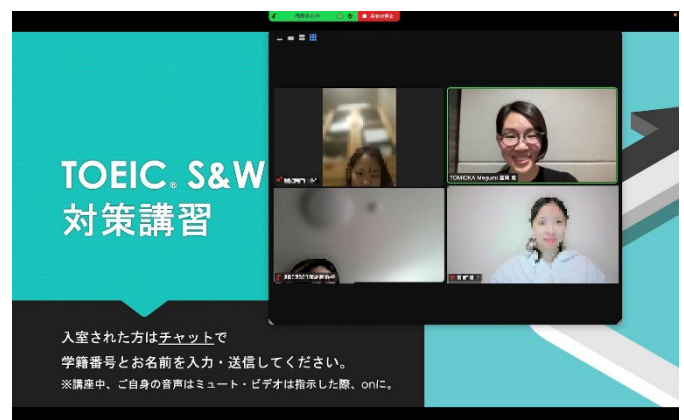 TOEIC® S&W
対策講習
TOMIOKA Megumi
入室された方はチャットで
学籍番号とお名前を入力・送信してください。
※講座中、ご自身の音声はミュート・ビデオは指示した際、onに。